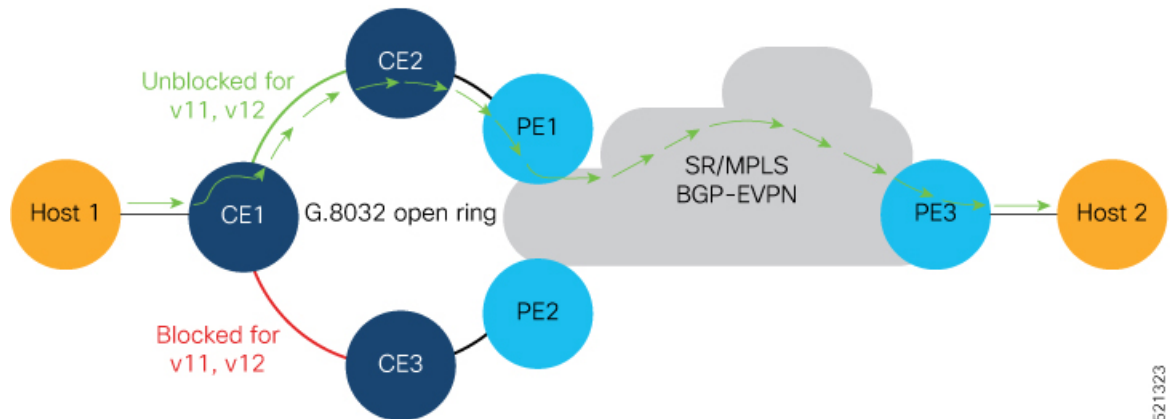 CE2
Unblocked for
v11, v12
PE1
SR/MPLS
BGP-EVPN
Host 1
CE1
G.8032 open ring
PE3
Host 2
PE2
Blocked for
v11, v12
CE3
521323